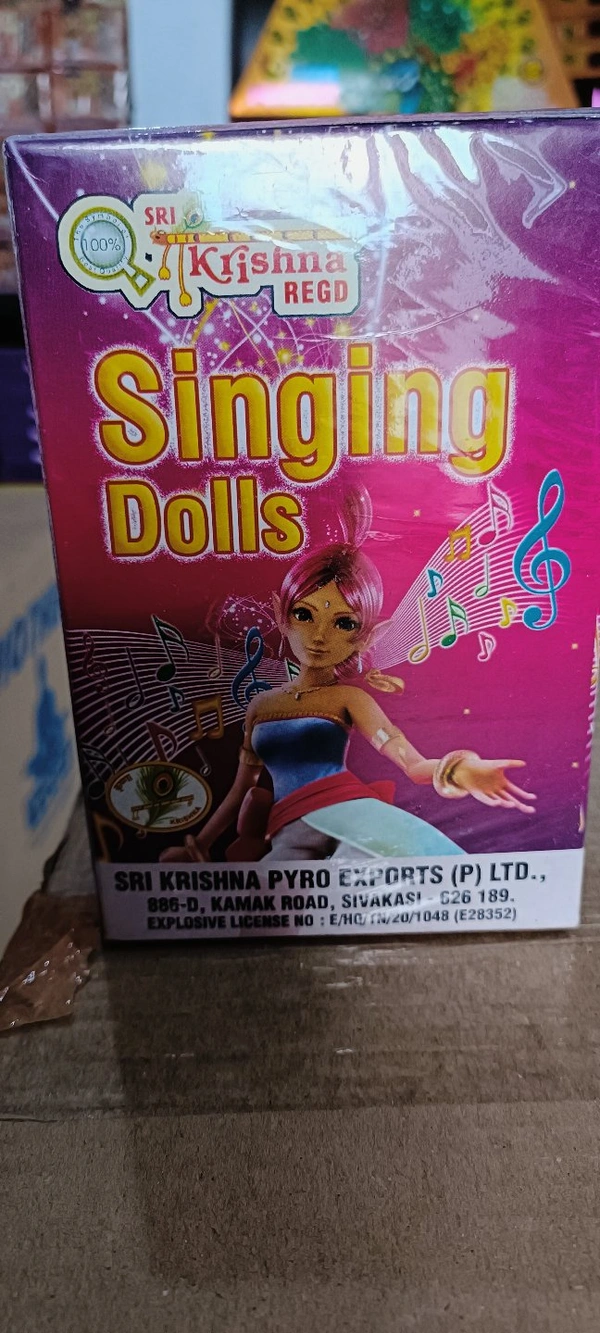 100%
SRI
Krishna
REGD
Singing
Dolls
SRI KRISHNA PYRO EXPORTS (P) LTD.,
886-D, KAMAK ROAD, SIVAKASI - 626 189.
EXPLOSIVE LICENSE NO : E/HQ/TN/20/1048 (E28352)